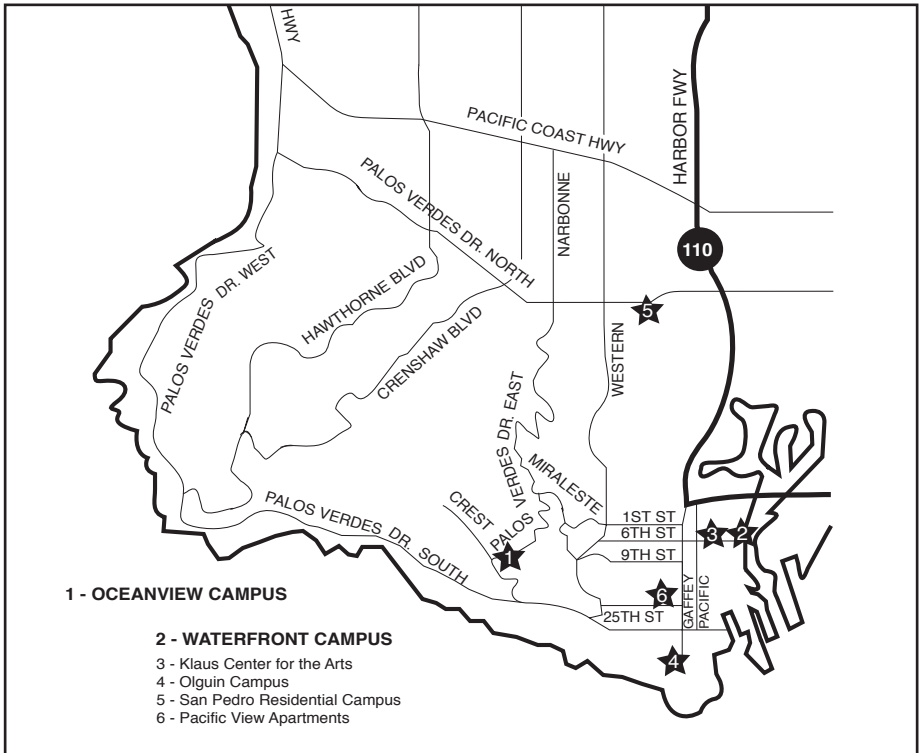 HWY
PACIFIC COAST HWY
HARBOR FWY
PALOS VERDES DR. NORTH
NARBONNE
110
PALOS VERDES DR. WEST
HAWTHORNE BLVD
5
CRENSHAW BLVD
WESTERN
PALOS VERDES DR. EAST
MIRALESTE
CREST
PALOS VERDES DR. SOUTH
1ST ST
6TH ST
3
2
9TH ST
1
6
GAFFEY
PACIFIC
25TH ST
4
1 - OCEANVIEW CAMPUS
2 - WATERFRONT CAMPUS
3 - Klaus Center for the Arts
4 - Olguin Campus
5 - San Pedro Residential Campus
6 - Pacific View Apartments